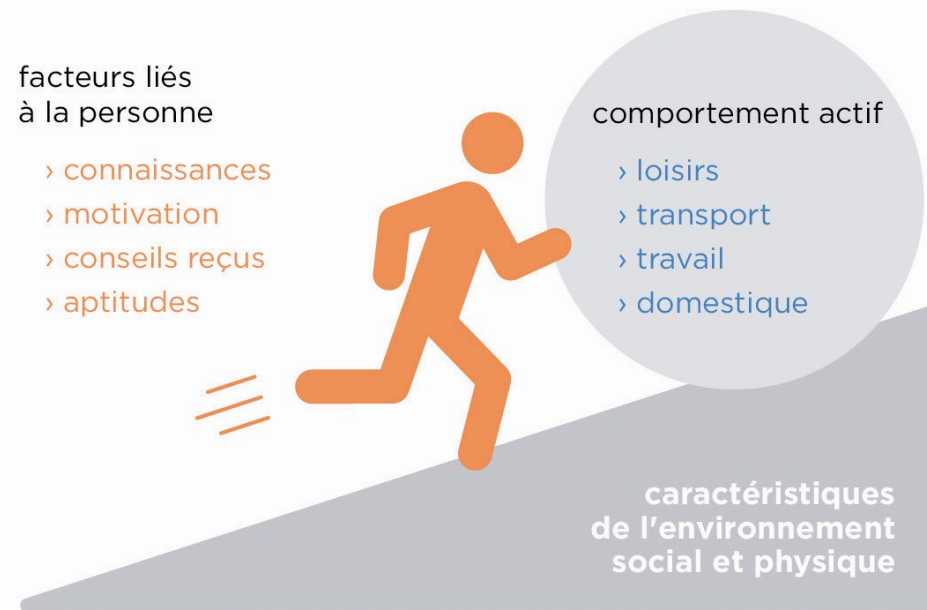 facteurs liés
à la personne
› connaissances
› motivation
› conseils reçus
› aptitudes
comportement actif
› loisirs
› transport
› travail
› domestique
caractéristiques
de l'environnement
social et physique